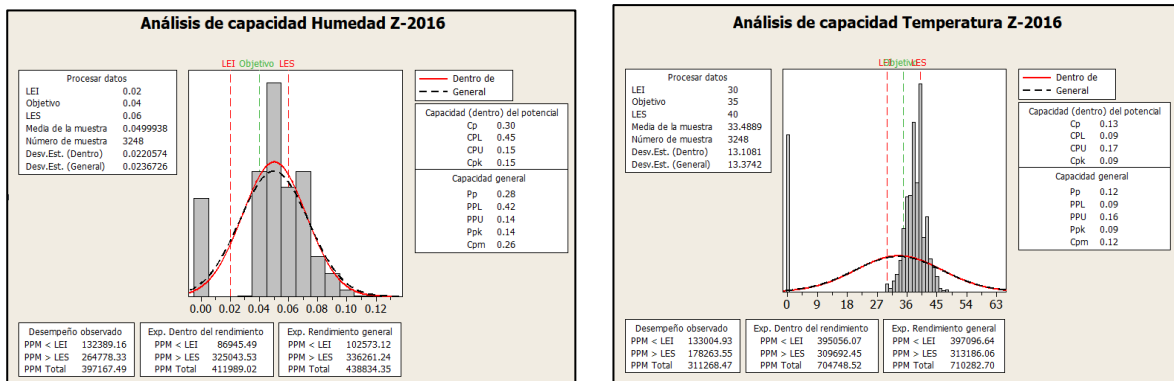 Análisis de capacidad Humedad Z-2016
LEI Objetivo LES
Procesar datos
LEI 0.02
Objetivo 0.04
LES 0.06
Media de la muestra 0.0499938
Número de muestra 3248
Desv.Est. (Dentro) 0.0220574
Desv.Est. (General) 0.0236726
Dentro de
General
Capacidad (dentro) del potencial
Cp 0.30
CPL 0.45
CPU 0.15
Cpk 0.15
Capacidad general
Pp 0.28
PPL 0.42
PPU 0.14
Ppk 0.14
Cpm 0.26
0.00 0.02 0.04 0.06 0.08 0.10 0.12
Desempeño observado
PPM < LEI 132389.16
PPM > LES 264778.33
PPM Total 397167.49
Exp. Dentro del rendimiento
PPM < LEI 86945.49
PPM > LES 325043.53
PPM Total 411989.02
Exp. Rendimiento general
PPM < LEI 102573.12
PPM > LES 336261.24
PPM Total 438834.35
Análisis de capacidad Temperatura Z-2016
LEI Objetivo LES
Procesar datos
LEI 30
Objetivo 35
LES 40
Media de la muestra 33.4889
Número de muestra 3248
Desv.Est. (Dentro) 13.1081
Desv.Est. (General) 13.3742
Dentro de
General
Capacidad (dentro) del potencial
Cp 0.13
CPL 0.09
CPU 0.17
Cpk 0.09
Capacidad general
Pp 0.12
PPL 0.09
PPU 0.16
Ppk 0.09
Cpm 0.12
0 9 18 27 36 45 54 63
Desempeño observado
PPM < LEI 133004.93
PPM > LES 178263.55
PPM Total 311268.47
Exp. Dentro del rendimiento
PPM < LEI 395056.07
PPM > LES 309692.45
PPM Total 704748.52
Exp. Rendimiento general
PPM < LEI 397096.64
PPM > LES 313186.06
PPM Total 710282.70